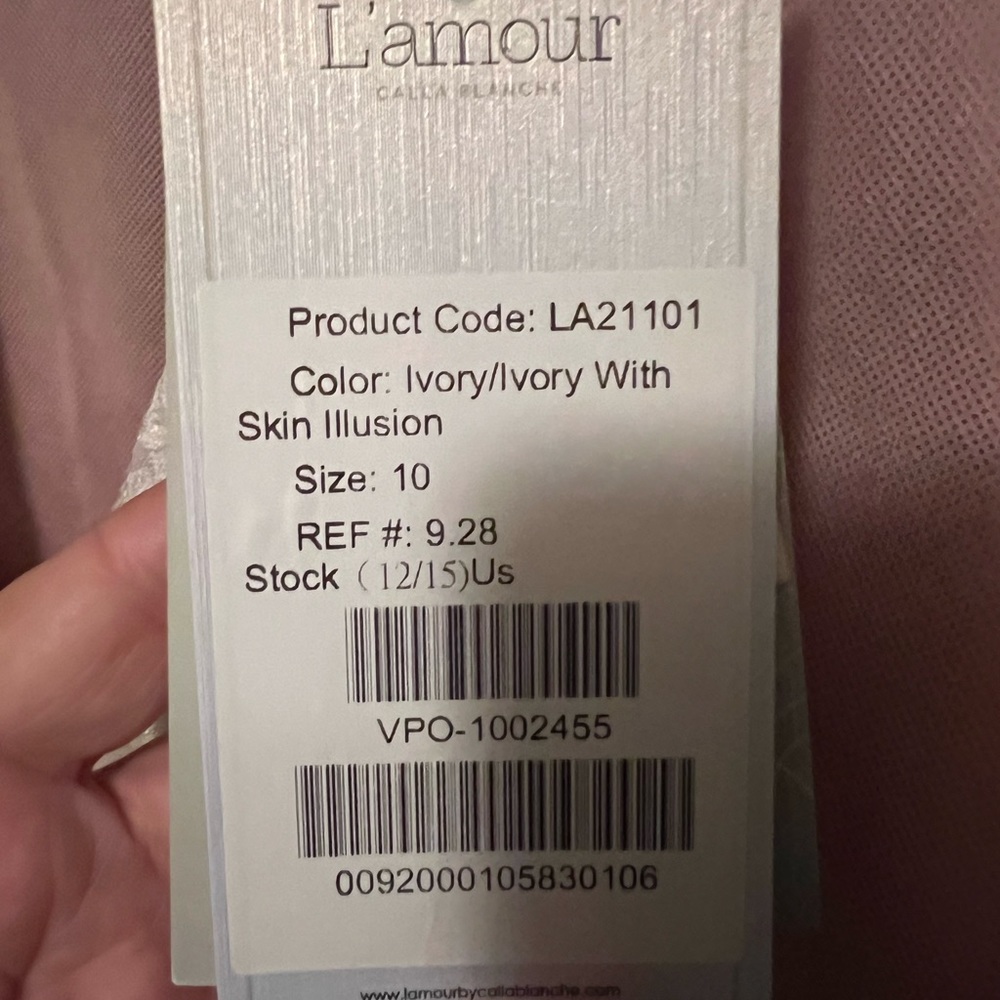 L'amour
CALLA BLANCHE
Product Code: LA21101
Color: Ivory/Ivory With
Skin Illusion
Size: 10
REF #: 9.28
Stock (12/15)Us
VPO-1002455
0092000105830106
www.lamourbycallablanche.com